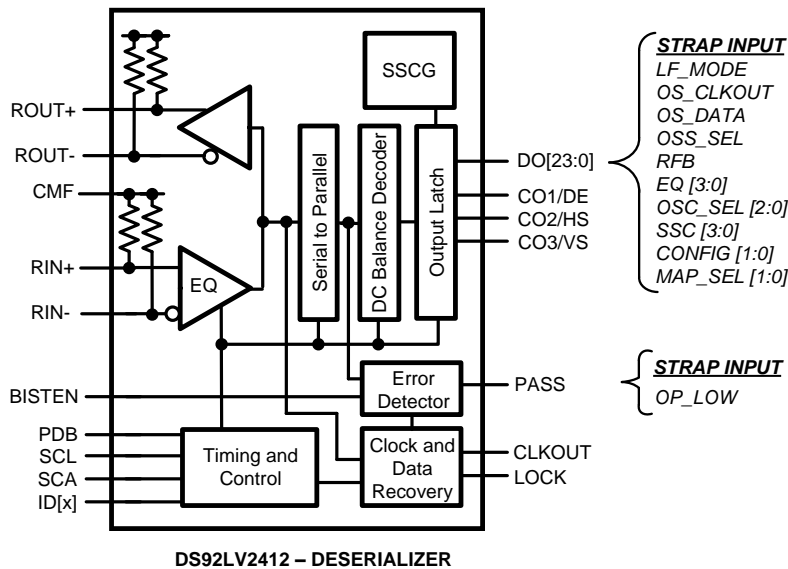 ROUT+
ROUT-
CMF
RIN+
RIN-
BISTEN
PDB
SCL
SCA
ID[x]
EQ
Timing and
Control
Serial to Parallel
DC Balance Decoder
SSCG
Output Latch
Error
Detector
Clock and
Data
Recovery
DO[23:0]
CO1/DE
CO2/HS
CO3/VS
PASS
CLKOUT
LOCK
STRAP INPUT
LF_MODE
OS_CLKOUT
OS_DATA
OSS_SEL
RFB
EQ [3:0]
OSC_SEL [2:0]
SSC [3:0]
CONFIG [1:0]
MAP_SEL [1:0]
STRAP INPUT
OP_LOW
DS92LV2412 – DESERIALIZER